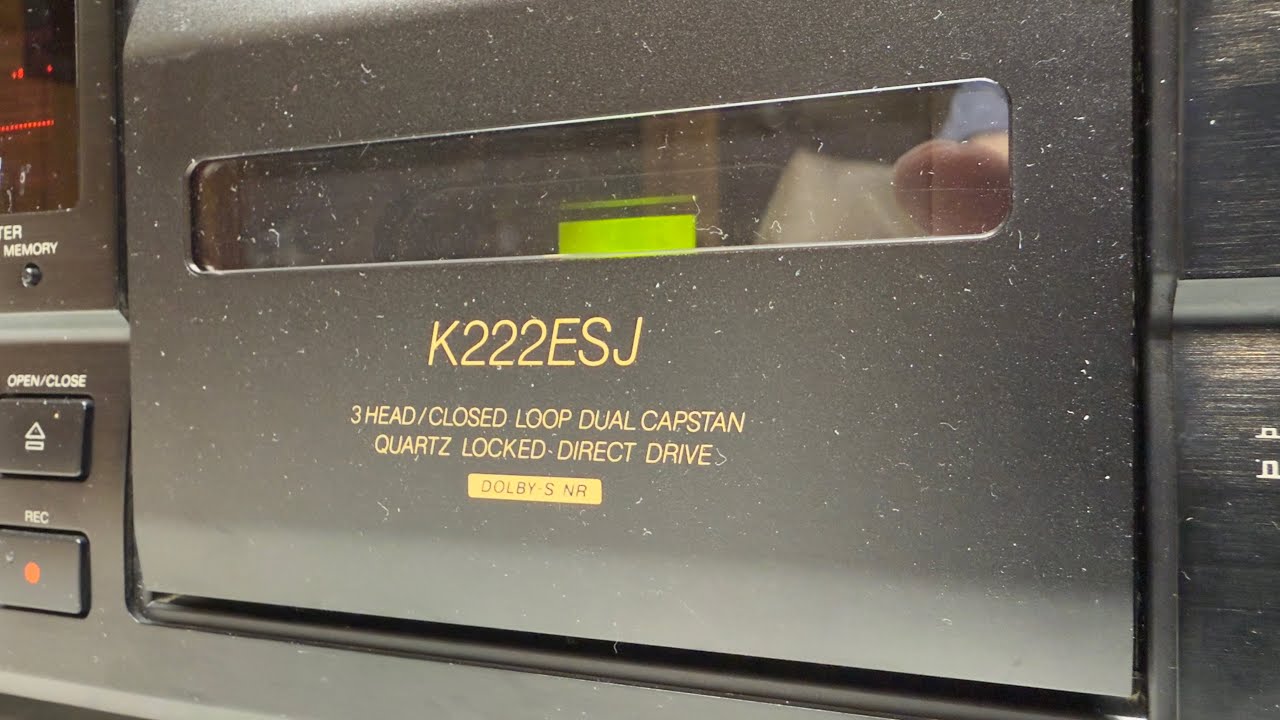 MEMORY
OPEN/CLOSE
REC
K222ESJ
3 HEAD/CLOSED LOOP DUAL CAPSTAN
QUARTZ LOCKED·DIRECT DRIVE
DOLBY-S NR